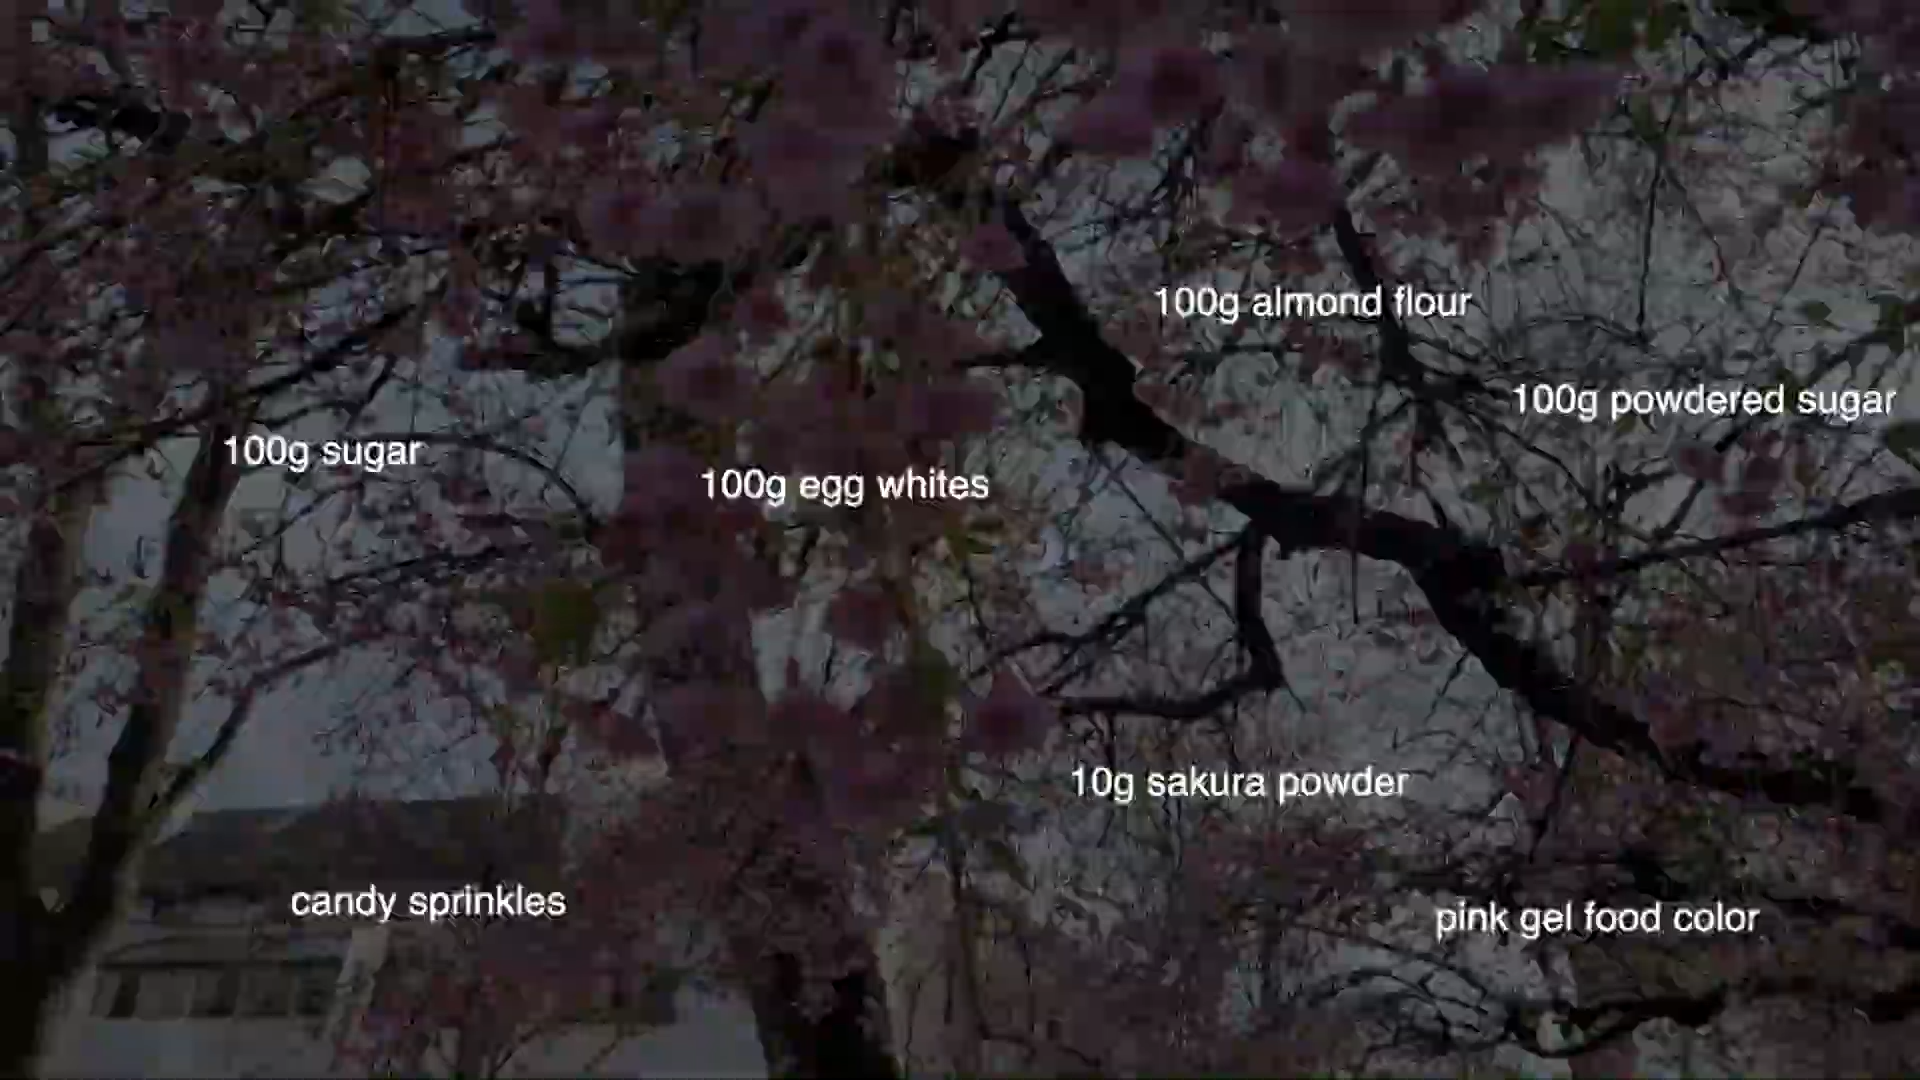 100g almond flour
100g powdered sugar
100g sugar
100g egg whites
10g sakura powder
candy sprinkles
pink gel food color